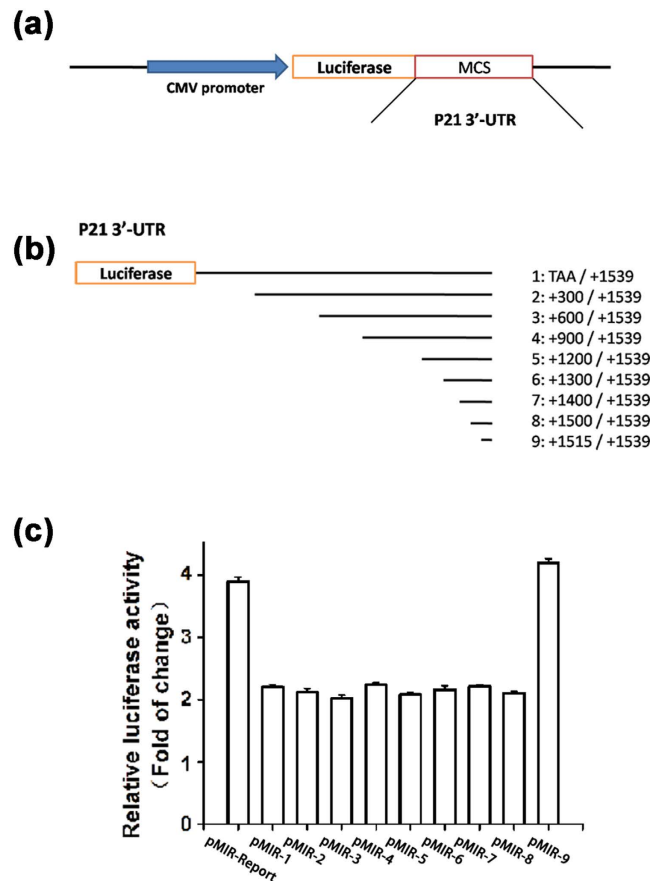 (a)
Luciferase
MCS
CMV promoter
P21 3’-UTR
(b)
P21 3’-UTR
Luciferase
1: TAA / +1539
2: +300 / +1539
3: +600 / +1539
4: +900 / +1539
5: +1200 / +1539
6: +1300 / +1539
7: +1400 / +1539
8: +1500 / +1539
9: +1515 / +1539
(c)
Relative luciferase activity
(Fold of change)
4
3
2
1
0
pMIR-Report
pMIR-1
pMIR-2
pMIR-3
pMIR-4
pMIR-5
pMIR-6
pMIR-7
pMIR-8
pMIR-9